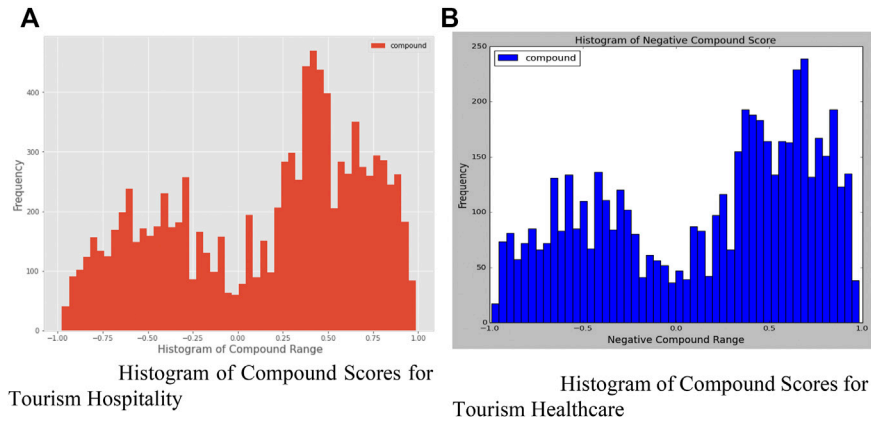 A
compound
400
300
200
100
0
Frequency
−1.00 −0.75 −0.50 −0.25 0.00 0.25 0.50 0.75 1.00
Histogram of Compound Range
Histogram of Compound Scores for
Tourism Hospitality
B
Histogram of Negative Compound Score
compound
250
200
150
100
50
0
Frequency
−1.0 −0.5 0.0 0.5 1.0
Negative Compound Range
Histogram of Compound Scores for
Tourism Healthcare